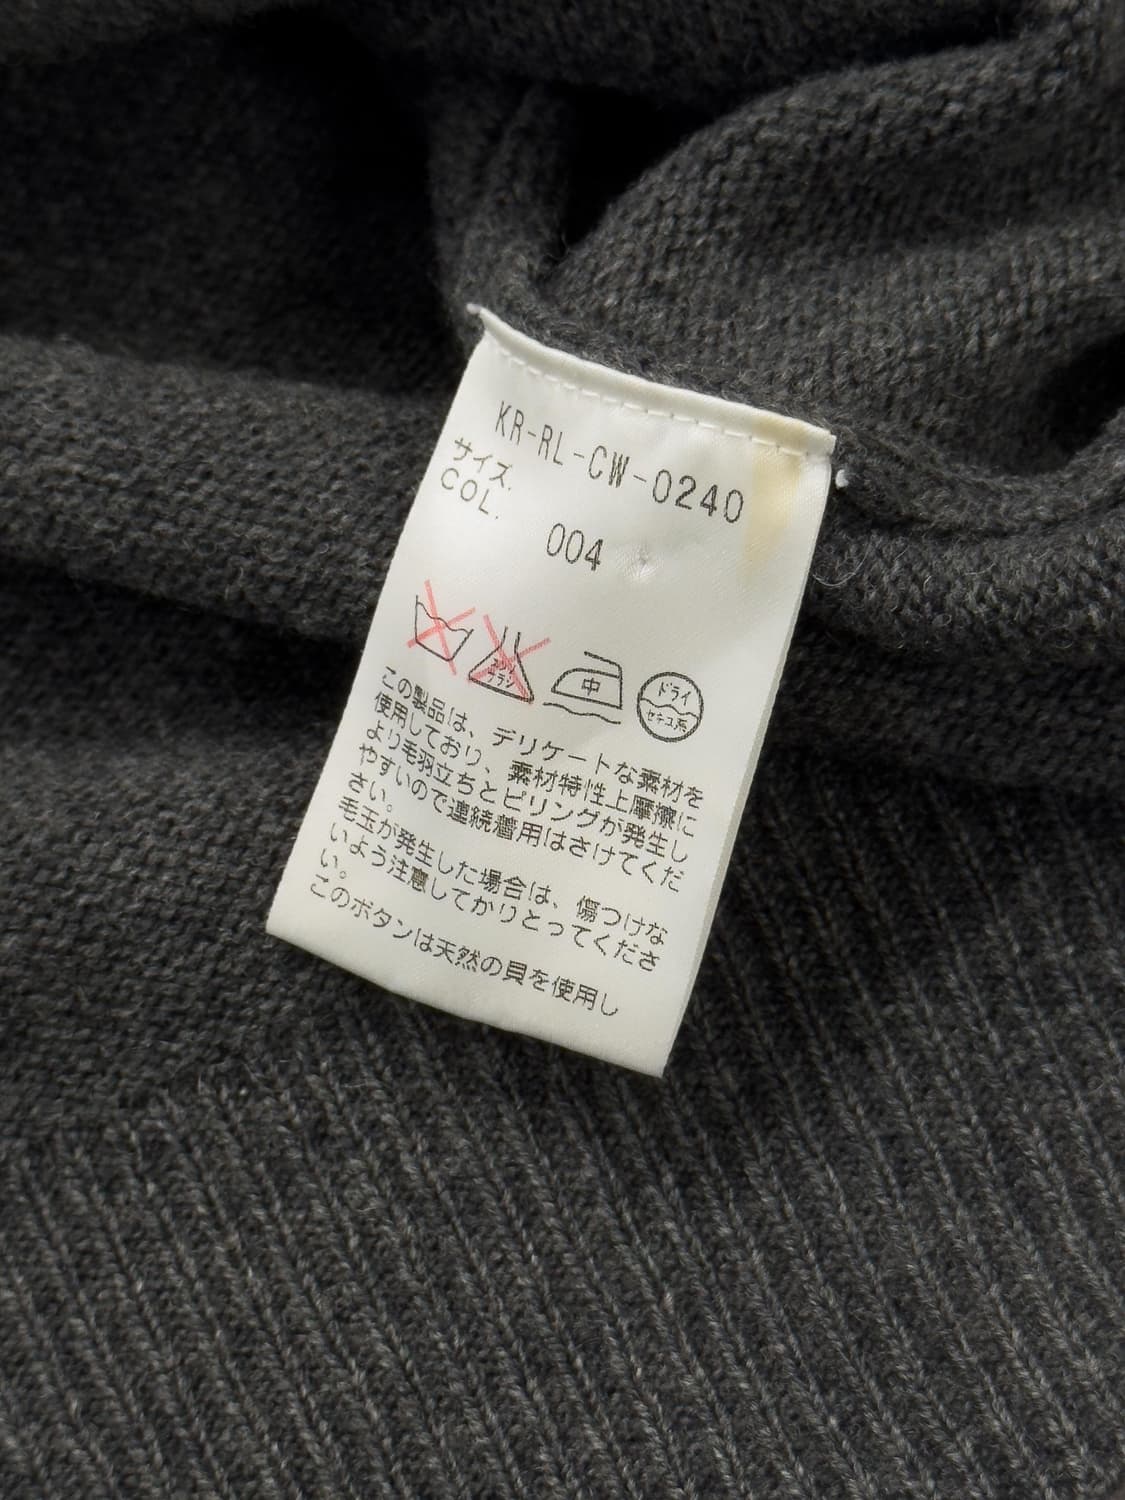 KR-RL-CW-0240
サイズ.
COL.
004
エンソ
サラシ
中
ドライ
セキユ系
この製品は、デリケートな素材を
使用しており、素材特性上摩擦に
より毛羽立ちとピリングが発生し
やすいので連続着用はさけてくだ
さい。
毛玉が発生した場合は、傷つけな
いよう注意してかりとってくださ
い。
このボタンは天然の貝を使用し